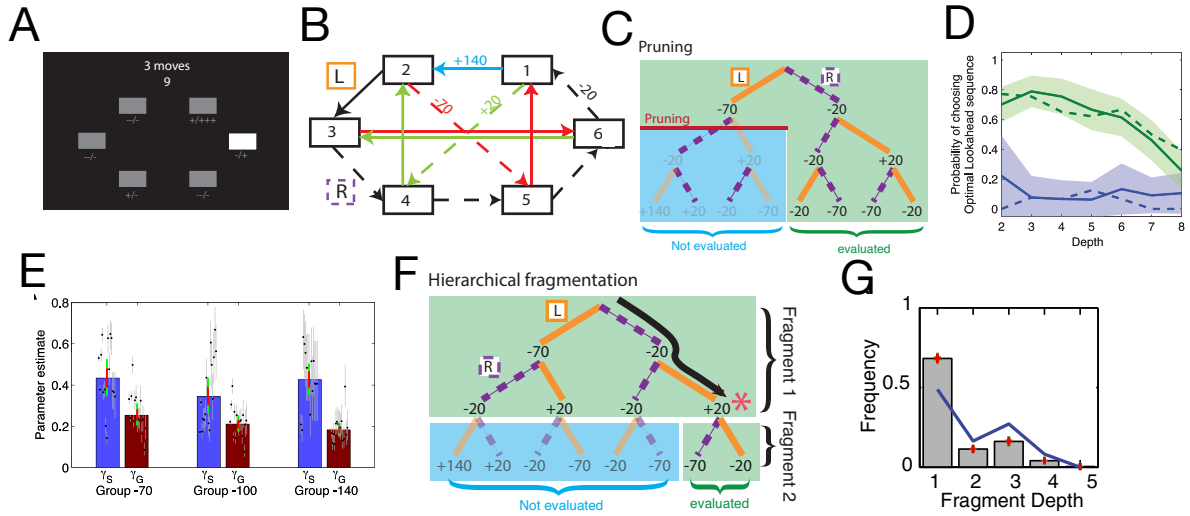 A
3 moves
9
--/-
+/+++
--/-
-/+
+/-
--/-
B
L
R
2
1
3
6
4
5
+140
-70
+20
-20
C
Pruning
L
R
-70
-20
Pruning
-20
+20
-20
+20
+140
-20
-20
-70
-20
-70
-70
-20
Not evaluated
evaluated
D
Probability of choosing
Optimal Lookahead sequence
1
0.8
0.6
0.4
0.2
0
2
3
4
5
6
7
8
Depth
E
Parameter estimate
0.8
0.6
0.4
0.2
0
γS
γG
γS
γG
γS
γG
Group -70
Group -100
Group -140
F
Hierarchical fragmentation
L
R
-70
-20
-20
+20
-20
+20
*
+140
-20
-20
-70
-20
-70
-70
-20
Not evaluated
evaluated
Fragment 1
Fragment 2
G
Frequency
1
0.5
0
1
2
3
4
5
Fragment Depth